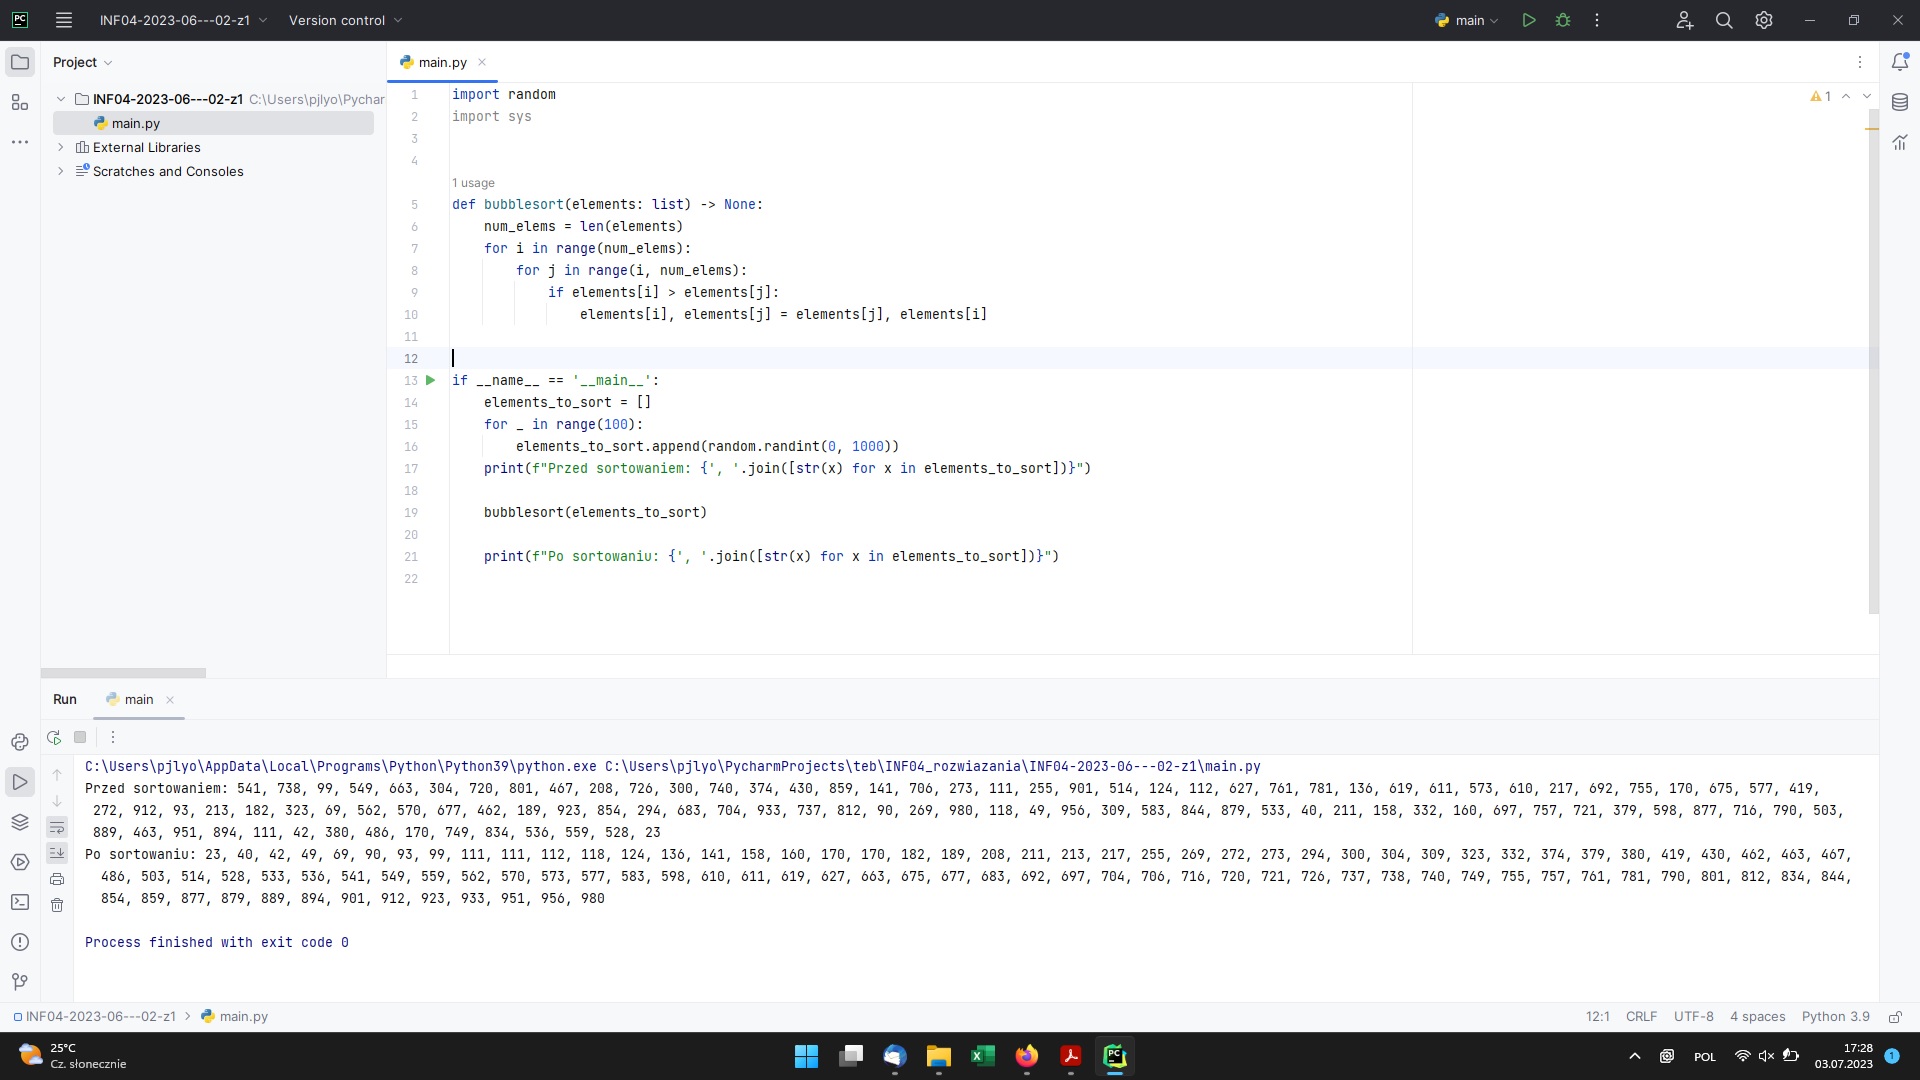 PC INF04-2023-06---02-z1 Version control main
Project main.py
INF04-2023-06---02-z1 C:\Users\pjlyo\Pychar
main.py
External Libraries
Scratches and Consoles
1
1 import random
2 import sys
3
4
1 usage
5 def bubblesort(elements: list) -> None:
6 num_elems = len(elements)
7 for i in range(num_elems):
8 for j in range(i, num_elems):
9 if elements[i] > elements[j]:
10 elements[i], elements[j] = elements[j], elements[i]
11
12
13 if __name__ == '__main__':
14 elements_to_sort = []
15 for _ in range(100):
16 elements_to_sort.append(random.randint(0, 1000))
17 print(f"Przed sortowaniem: {', '.join([str(x) for x in elements_to_sort])}")
18
19 bubblesort(elements_to_sort)
20
21 print(f"Po sortowaniu: {', '.join([str(x) for x in elements_to_sort])}")
22
Run main
C:\Users\pjlyo\AppData\Local\Programs\Python\Python39\python.exe C:\Users\pjlyo\PycharmProjects\teb\INF04_rozwiazania\INF04-2023-06---02-z1\main.py
Przed sortowaniem: 541, 738, 99, 549, 663, 304, 720, 801, 467, 208, 726, 300, 740, 374, 430, 859, 141, 706, 273, 111, 255, 901, 514, 124, 112, 627, 761, 781, 136, 619, 611, 573, 610, 217, 692, 755, 170, 675, 577, 419,
272, 912, 93, 213, 182, 323, 69, 562, 570, 677, 462, 189, 923, 854, 294, 683, 704, 933, 737, 812, 90, 269, 980, 118, 49, 956, 309, 583, 844, 879, 533, 40, 211, 158, 332, 160, 697, 757, 721, 379, 598, 877, 716, 790, 503,
889, 463, 951, 894, 111, 42, 380, 486, 170, 749, 834, 536, 559, 528, 23
Po sortowaniu: 23, 40, 42, 49, 69, 90, 93, 99, 111, 111, 112, 118, 124, 136, 141, 158, 160, 170, 170, 182, 189, 208, 211, 213, 217, 255, 269, 272, 273, 294, 300, 304, 309, 323, 332, 374, 379, 380, 419, 430, 462, 463, 467,
486, 503, 514, 528, 533, 536, 541, 549, 559, 562, 570, 573, 577, 583, 598, 610, 611, 619, 627, 663, 675, 677, 683, 692, 697, 704, 706, 716, 720, 721, 726, 737, 738, 740, 749, 755, 757, 761, 781, 790, 801, 812, 834, 844,
854, 859, 877, 879, 889, 894, 901, 912, 923, 933, 951, 956, 980
Process finished with exit code 0
INF04-2023-06---02-z1 > main.py 12:1 CRLF UTF-8 4 spaces Python 3.9
25°C
Cz. słonecznie
PC
POL
17:28
03.07.2023
1